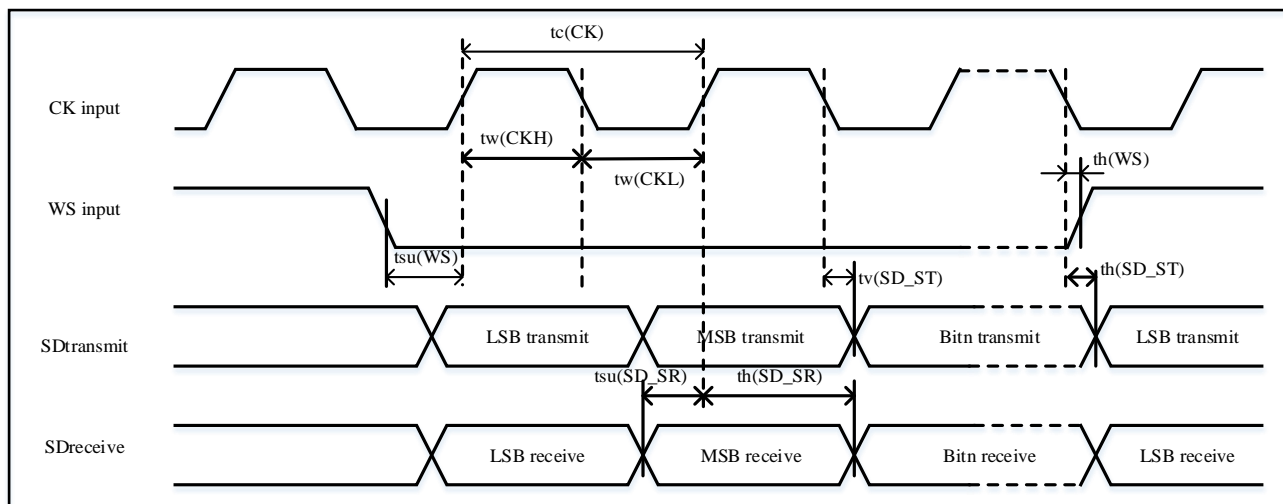 tc(CK)
CK input
tw(CKH)
tw(CKL)
th(WS)
WS input
tsu(WS)
tv(SD_ST)
th(SD_ST)
SDtransmit
LSB transmit
MSB transmit
Bitn transmit
LSB transmit
tsu(SD_SR)
th(SD_SR)
SDreceive
LSB receive
MSB receive
Bitn receive
LSB receive